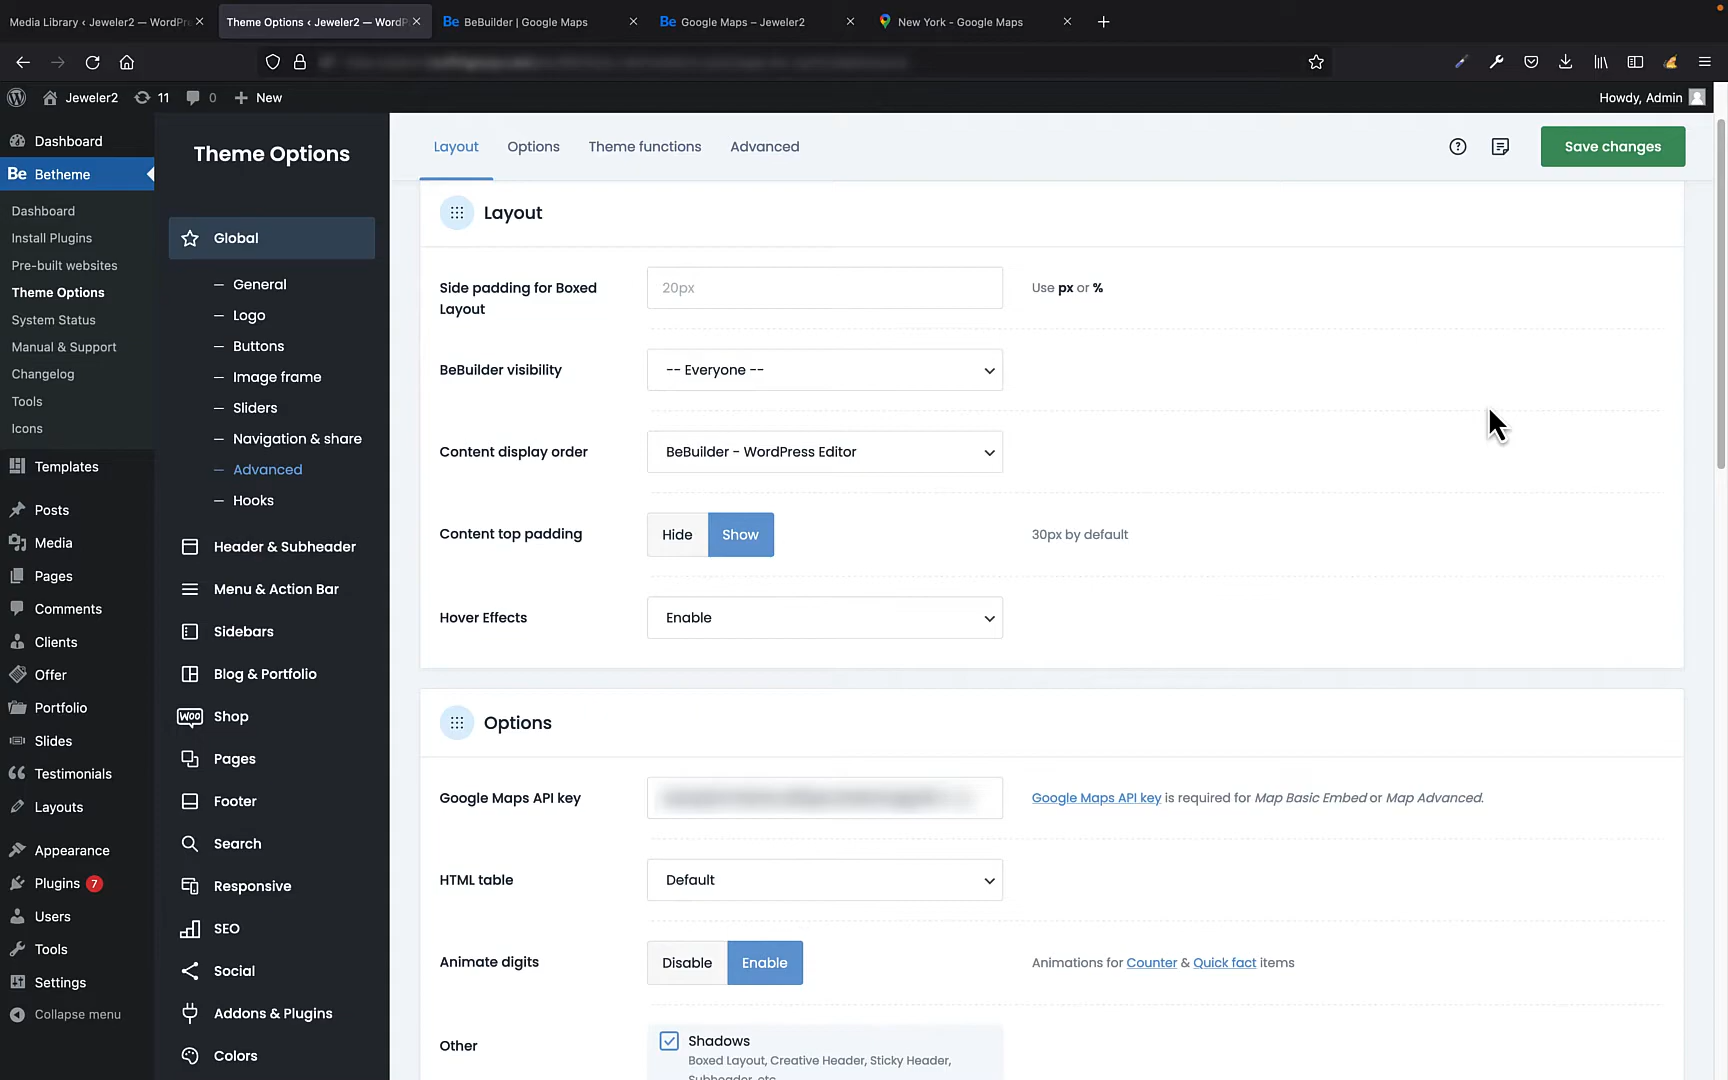 Media Library ‹ Jeweler2 — WordPr
Theme Options ‹ Jeweler2 — WordP
Be BeBuilder | Google Maps
Be Google Maps – Jeweler2
New York - Google Maps
Jeweler2
11
0
New
Howdy, Admin
Dashboard
Be Betheme
Dashboard
Install Plugins
Pre-built websites
Theme Options
System Status
Manual & Support
Changelog
Tools
Icons
Templates
Posts
Media
Pages
Comments
Clients
Offer
Portfolio
Slides
Testimonials
Layouts
Appearance
Plugins 7
Users
Tools
Settings
Collapse menu
Theme Options
Global
General
Logo
Buttons
Image frame
Sliders
Navigation & share
Advanced
Hooks
Header & Subheader
Menu & Action Bar
Sidebars
Blog & Portfolio
Woo Shop
Pages
Footer
Search
Responsive
SEO
Social
Addons & Plugins
Colors
Layout Options Theme functions Advanced
Save changes
Layout
Side padding for Boxed
Layout
20px
Use px or %
BeBuilder visibility
-- Everyone --
Content display order
BeBuilder - WordPress Editor
Content top padding
Hide Show
30px by default
Hover Effects
Enable
Options
Google Maps API key
Google Maps API key is required for Map Basic Embed or Map Advanced.
HTML table
Default
Animate digits
Disable Enable
Animations for Counter & Quick fact items
Other
Shadows
Boxed Layout, Creative Header, Sticky Header,
Subheader, etc